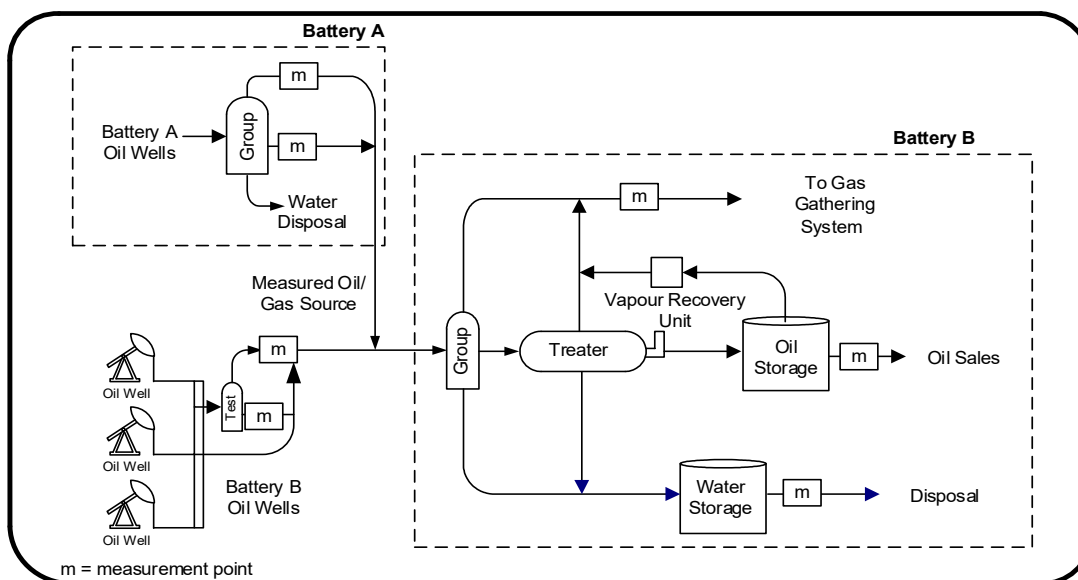 Battery A
m
Battery A
Oil Wells
Group
m
Water
Disposal
Battery B
m
To Gas
Gathering
System
Measured Oil/
Gas Source
Vapour Recovery
Unit
m
Group
Treater
Oil
Storage
m
Oil Sales
Oil Well
Test
m
Oil Well
Battery B
Oil Wells
Water
Storage
m
Disposal
Oil Well
m = measurement point